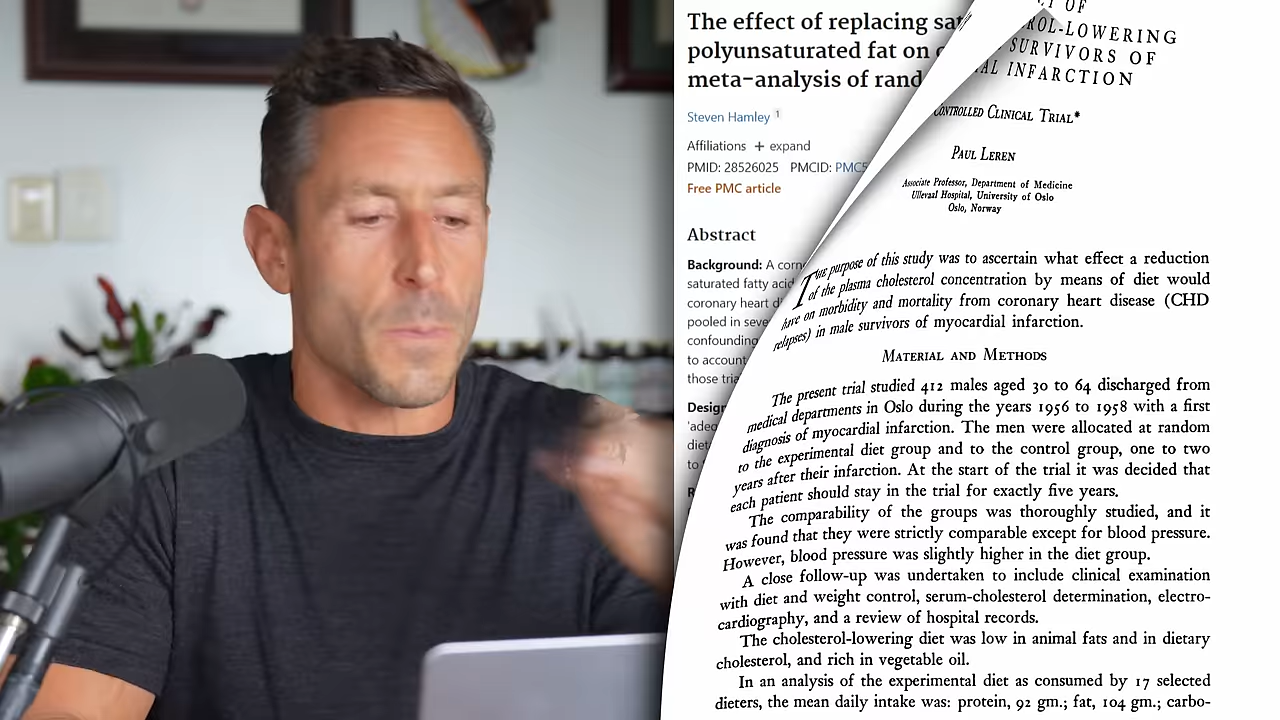 The effect of replacing sat
polyunsaturated fat on
meta-analysis of rand
Steven Hamley 1
Affiliations + expand
PMID: 28526025 PMCID: PMC5
Free PMC article
Abstract
Background: A
saturated fatty acid
coronary heart
pooled in seve
confounding
to account
those tria
Design
'adeq
diet
to
R
OF
ROL-LOWERING
SURVIVORS OF
AL INFARCTION
CONTROLLED CLINICAL TRIAL*
PAUL LEREN
Associate Professor, Department of Medicine
Ullevaal Hospital, University of Oslo
Oslo, Norway
The purpose of this study was to ascertain what effect a reduction
of the plasma cholesterol concentration by means of diet would
have on morbidity and mortality from coronary heart disease (CHD
relapses) in male survivors of myocardial infarction.
MATERIAL AND METHODS
The present trial studied 412 males aged 30 to 64 discharged from
medical departments in Oslo during the years 1956 to 1958 with a first
diagnosis of myocardial infarction. The men were allocated at random
to the experimental diet group and to the control group, one to two
years after their infarction. At the start of the trial it was decided that
each patient should stay in the trial for exactly five years.
The comparability of the groups was thoroughly studied, and it
was found that they were strictly comparable except for blood pressure.
However, blood pressure was slightly higher in the diet group.
A close follow-up was undertaken to include clinical examination
with diet and weight control, serum-cholesterol determination, electro-
cardiography, and a review of hospital records.
The cholesterol-lowering diet was low in animal fats and in dietary
cholesterol, and rich in vegetable oil.
In an analysis of the experimental diet as consumed by 17 selected
dieters, the mean daily intake was: protein, 92 gm.; fat, 104 gm.; carbo-